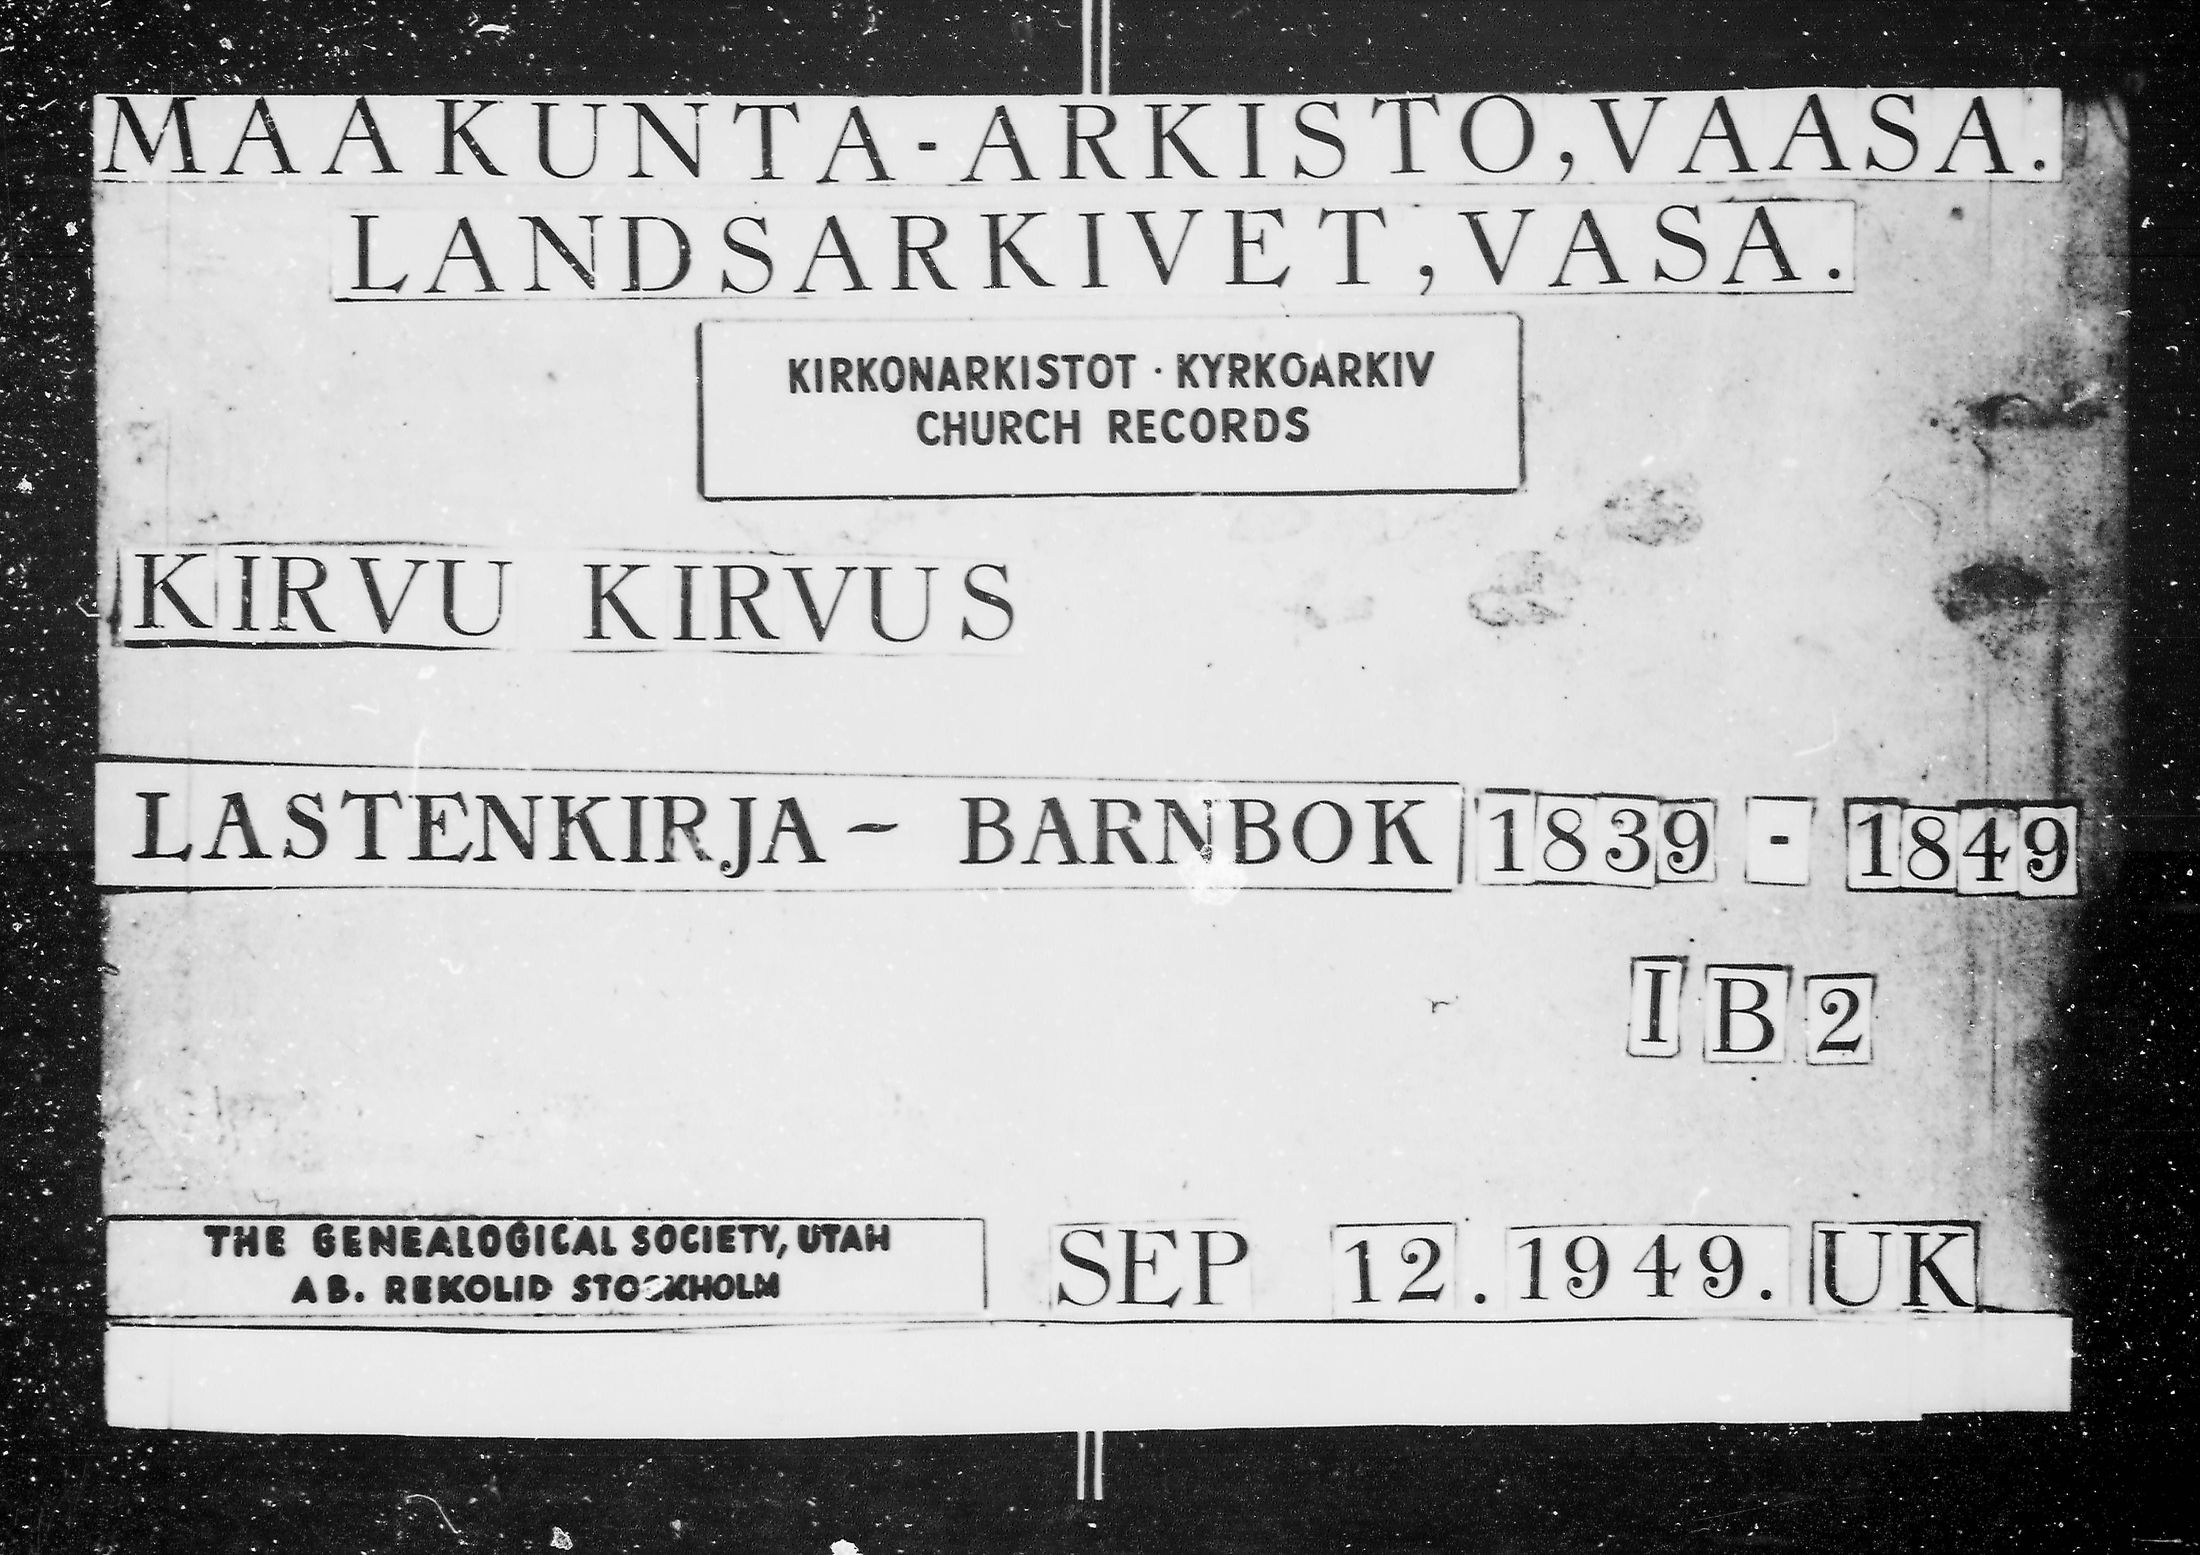 MAAKUNTA-ARKISTO, VAASA.
LANDSARKIVET, VASA.
KIRKONARKISTOT · KYRKOARKIV
CHURCH RECORDS
KIRVU KIRVUS
LASTENKIRJA - BARNBOK 1839 - 1849
I B 2
THE GENEALOGICAL SOCIETY, UTAH
AB. REKOLID STOCKHOLM
SEP 12. 1949. UK